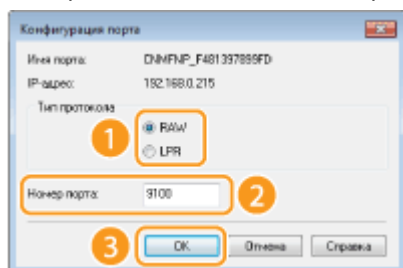 Конфигурация порта
Имя порта: CNMFNP_F481397899FD
IP-адрес: 192.168.0.215
Тип протокола
1
RAW
LPR
Номер порта: 9100 2
3 OK Отмена Справка